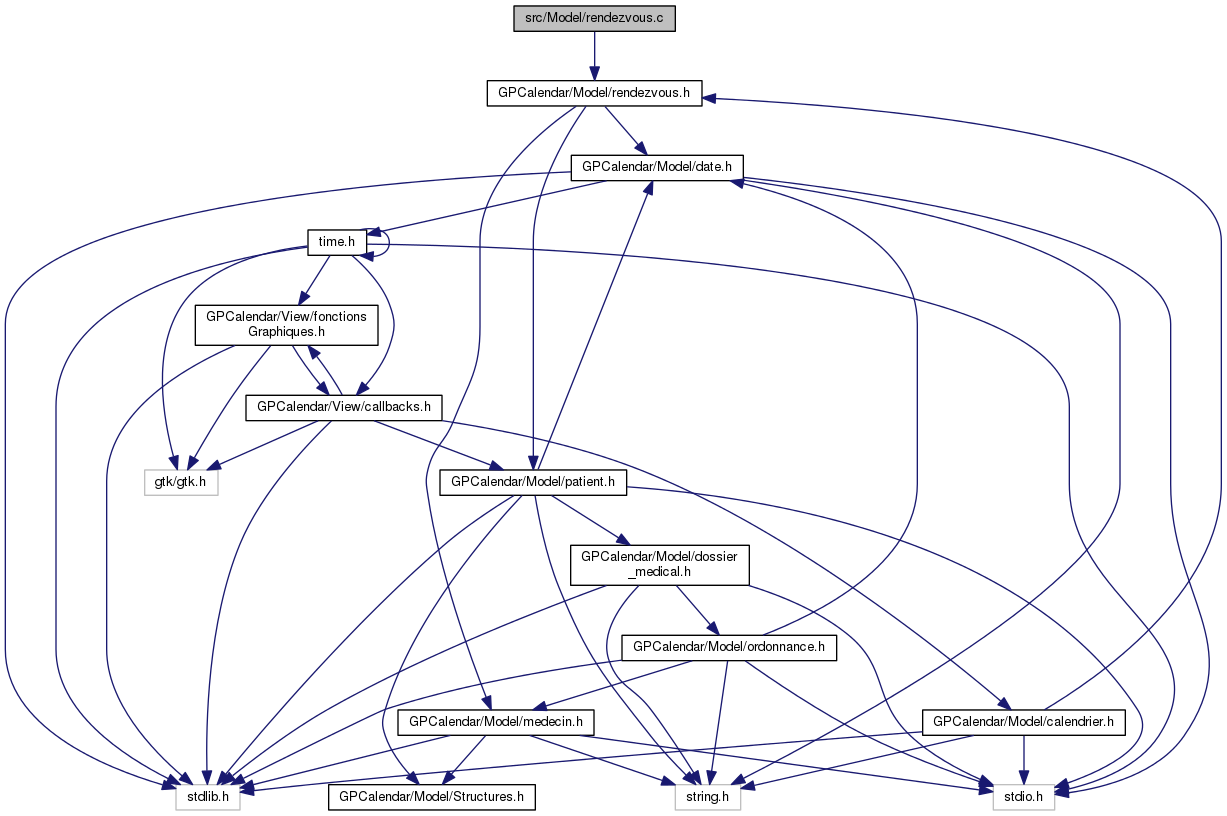 src/Model/rendezvous.c
GPCalendar/Model/rendezvous.h
GPCalendar/Model/date.h
time.h
GPCalendar/View/fonctions
Graphiques.h
GPCalendar/View/callbacks.h
gtk/gtk.h
GPCalendar/Model/patient.h
GPCalendar/Model/dossier
_medical.h
GPCalendar/Model/ordonnance.h
GPCalendar/Model/medecin.h
GPCalendar/Model/calendrier.h
stdlib.h
GPCalendar/Model/Structures.h
string.h
stdio.h